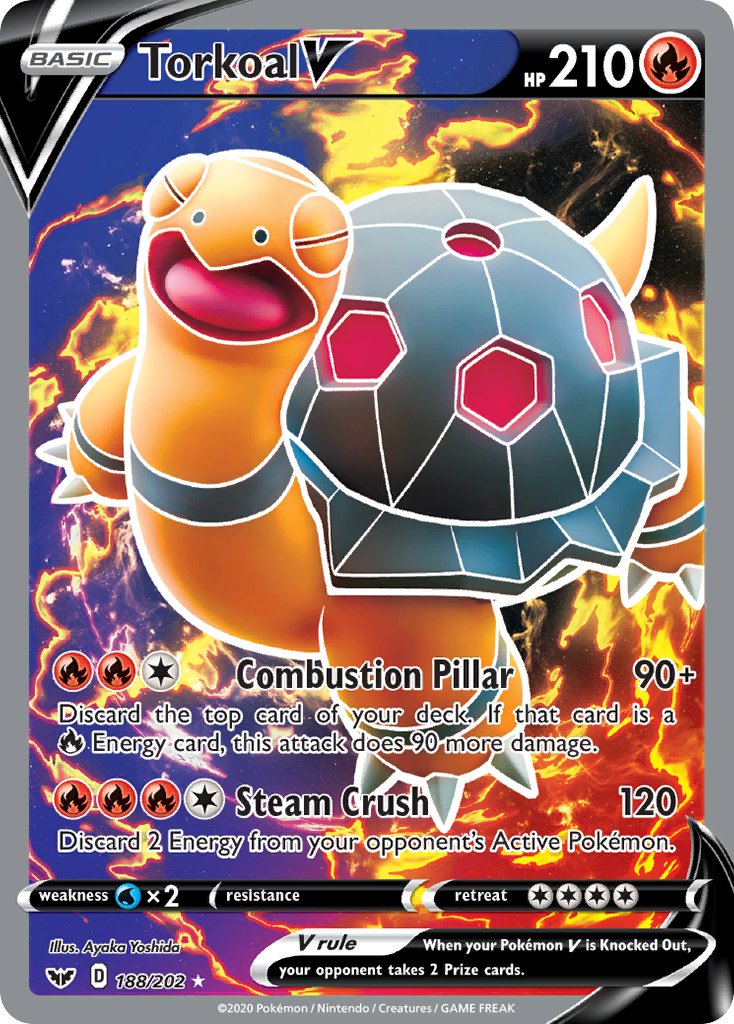 BASIC Torkoal V HP 210
Combustion Pillar 90+
Discard the top card of your deck. If that card is a
Energy card, this attack does 90 more damage.
Steam Crush 120
Discard 2 Energy from your opponent's Active Pokémon.
weakness ×2 resistance retreat
Illus. Ayaka Yoshida
V rule When your Pokémon V is Knocked Out,
your opponent takes 2 Prize cards.
D 188/202 ★
©2020 Pokémon / Nintendo / Creatures / GAME FREAK